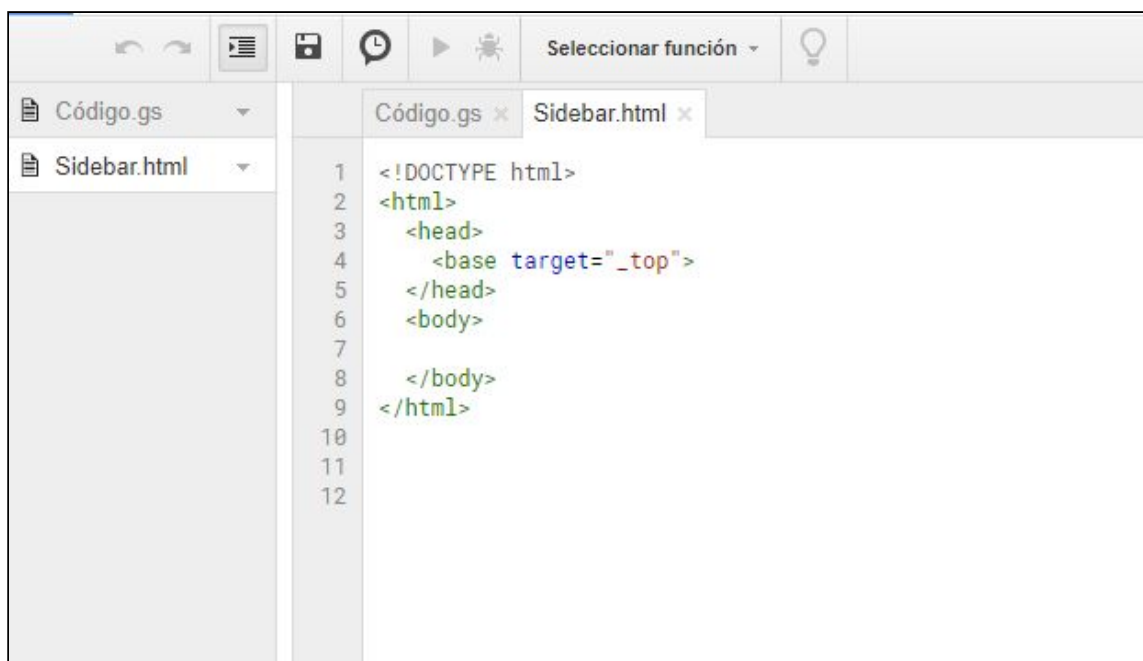 Seleccionar función
Código.gs
Sidebar.html
Código.gs × Sidebar.html ×
1 <!DOCTYPE html>
2 <html>
3 <head>
4 <base target="_top">
5 </head>
6 <body>
7
8 </body>
9 </html>
10
11
12